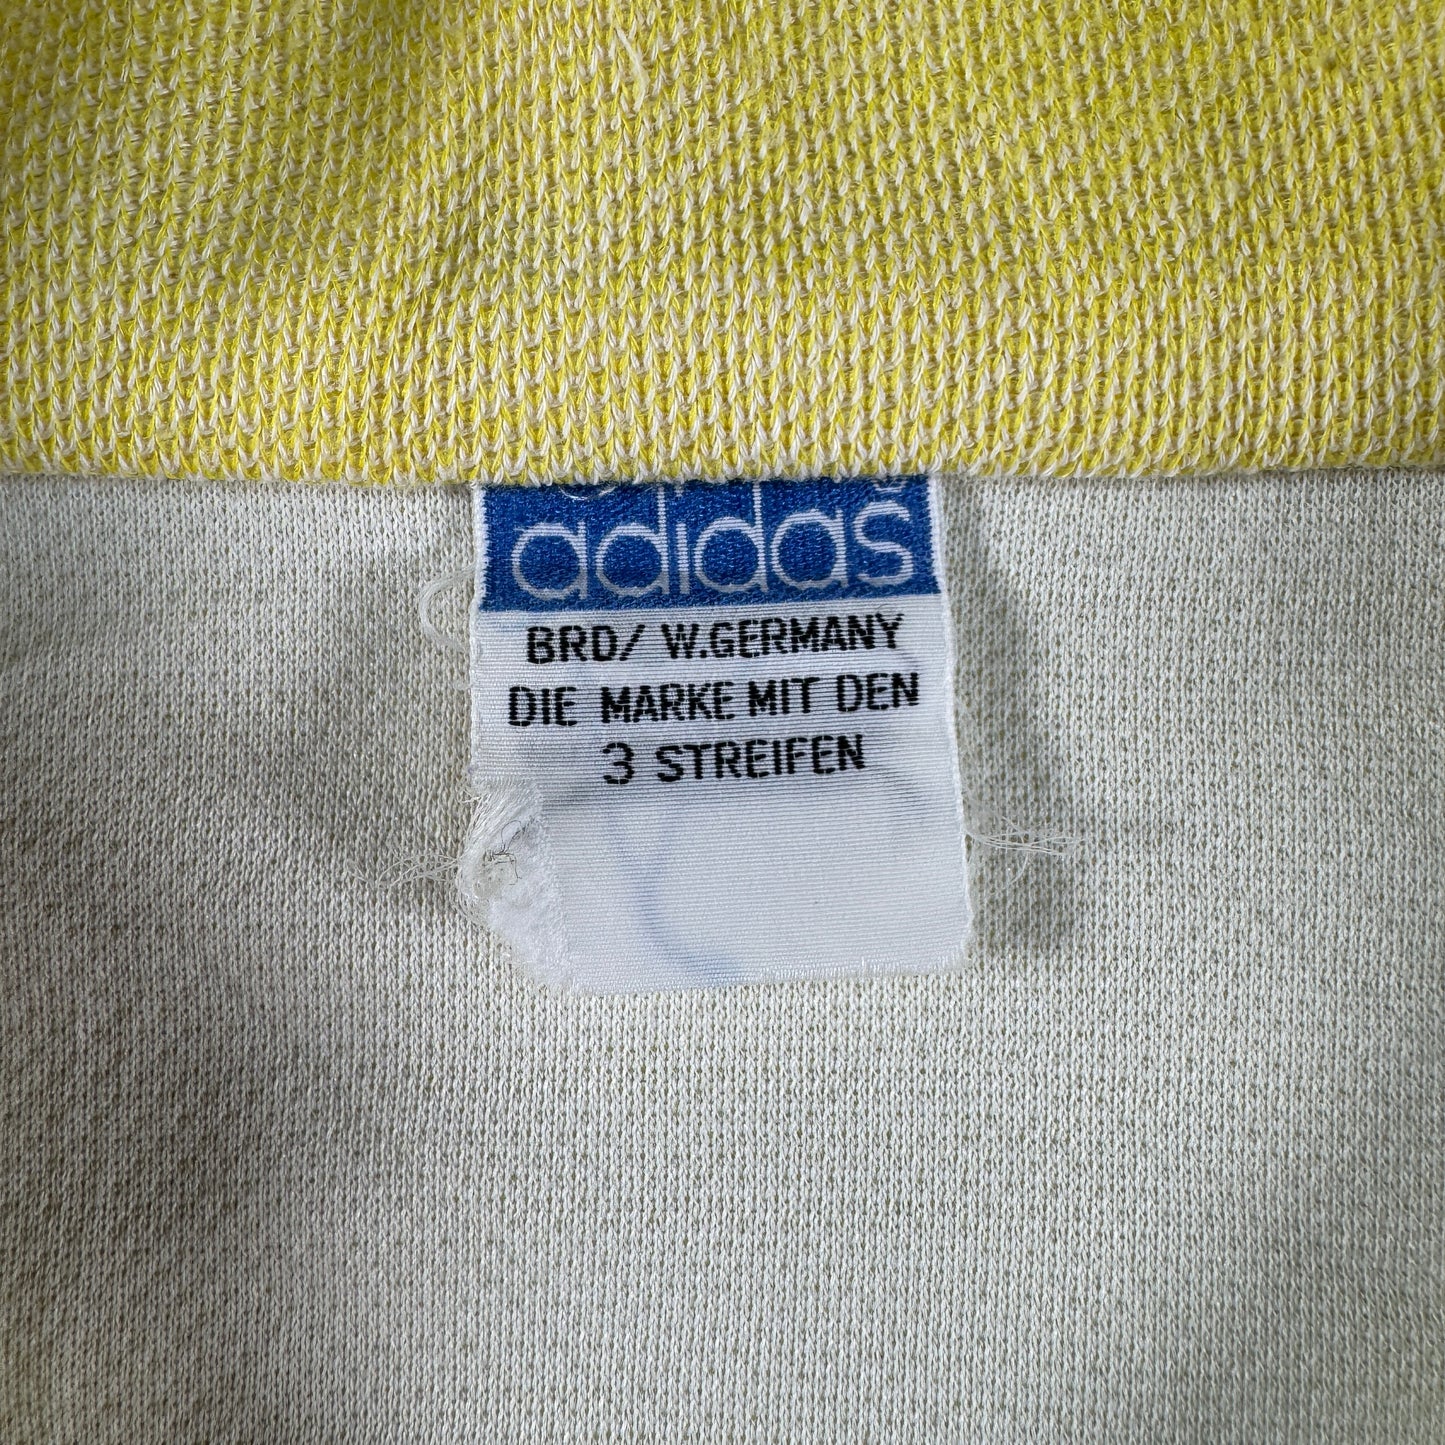 adidas
BRD/ W.GERMANY
DIE MARKE MIT DEN
3 STREIFEN